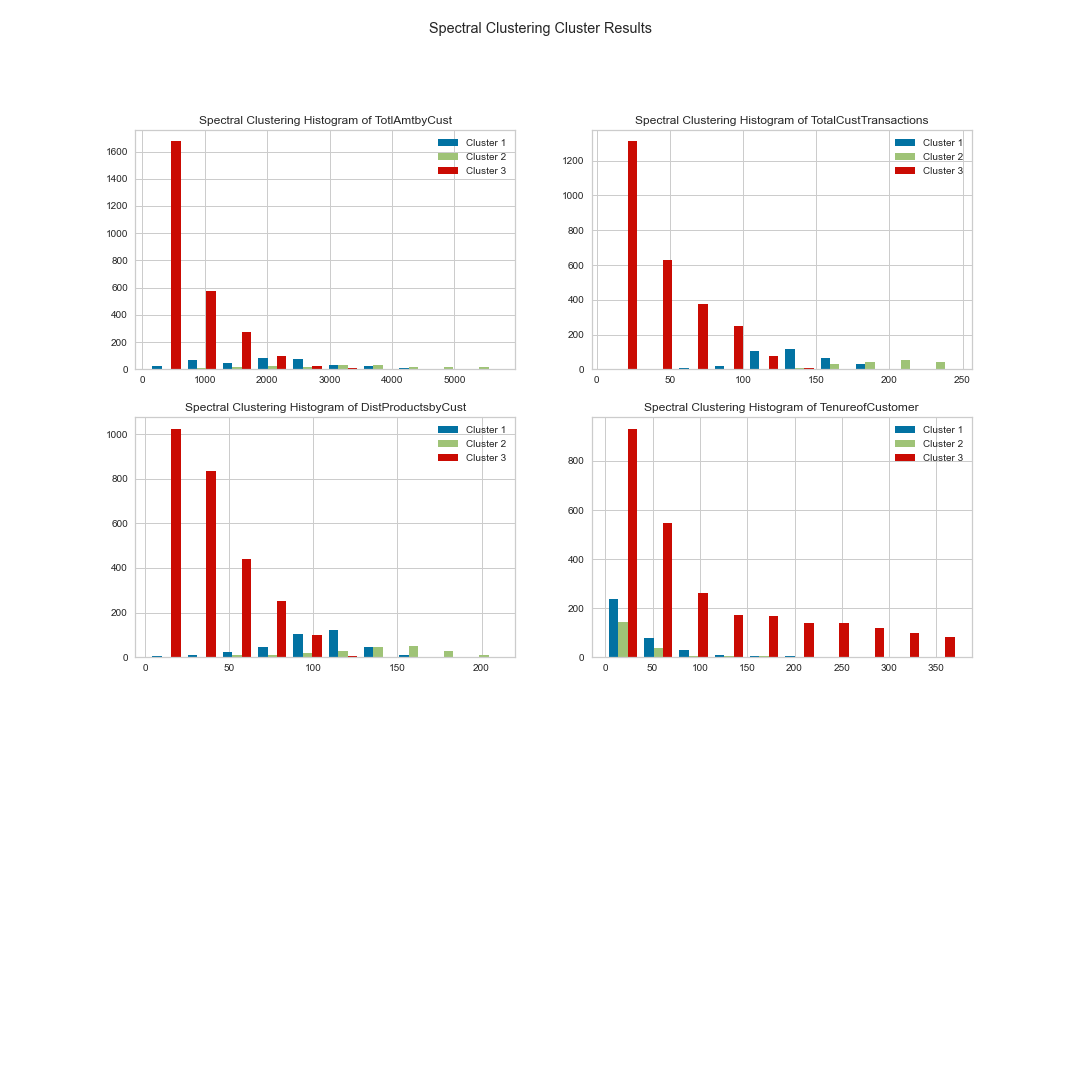 Spectral Clustering Cluster Results
Spectral Clustering Histogram of TotlAmtbyCust
1600
1400
1200
1000
800
600
400
200
0
0 1000 2000 3000 4000 5000
Cluster 1
Cluster 2
Cluster 3
Spectral Clustering Histogram of TotalCustTransactions
1200
1000
800
600
400
200
0
0 50 100 150 200 250
Cluster 1
Cluster 2
Cluster 3
Spectral Clustering Histogram of DistProductsbyCust
1000
800
600
400
200
0
0 50 100 150 200
Cluster 1
Cluster 2
Cluster 3
Spectral Clustering Histogram of TenureofCustomer
800
600
400
200
0
0 50 100 150 200 250 300 350
Cluster 1
Cluster 2
Cluster 3